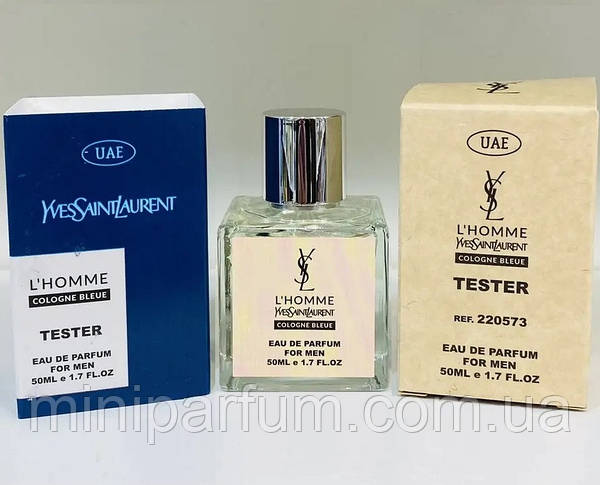 UAE
YVESSAINTLAURENT
L'HOMME
COLOGNE BLEUE
TESTER
EAU DE PARFUM
FOR MEN
50ML e 1.7 FL.OZ
YSL
L'HOMME
YVESSAINTLAURENT
COLOGNE BLEUE
EAU DE PARFUM
FOR MEN
50ML e 1.7 FL.OZ
UAE
YSL
L'HOMME
YVESSAINTLAURENT
COLOGNE BLEUE
TESTER
REF. 220573
EAU DE PARFUM
FOR MEN
50ML e 1.7 FL.OZ
miniparfum.com.ua